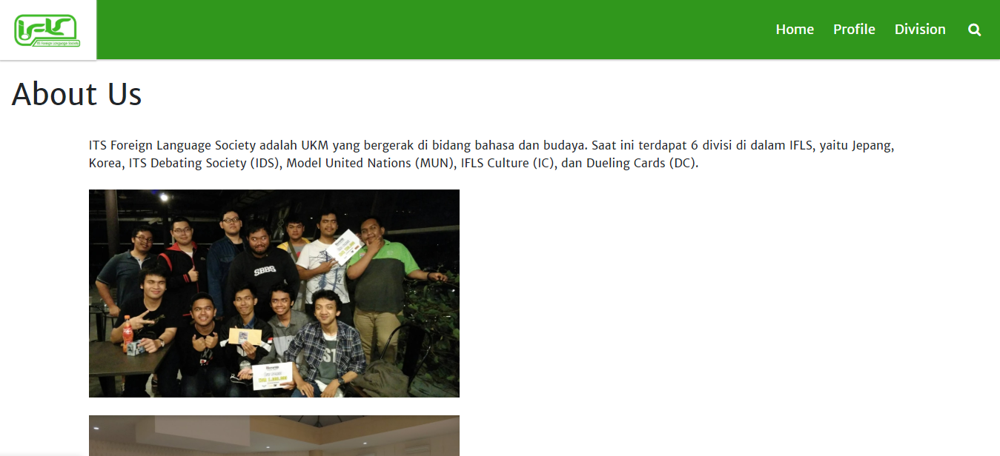 IFLS
ITS Foreign Language Society
Home Profile Division
About Us
ITS Foreign Language Society adalah UKM yang bergerak di bidang bahasa dan budaya. Saat ini terdapat 6 divisi di dalam IFLS, yaitu Jepang,
Korea, ITS Debating Society (IDS), Model United Nations (MUN), IFLS Culture (IC), dan Dueling Cards (DC).
SBBS